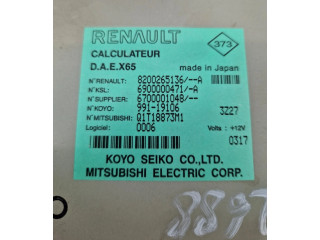 RENAULT
373
CALCULATEUR
D.A.E.X65 made in Japan
N°RENAULT: 8200265136/--A
N°KSL: 6900000471/-A
N°SUPPLIER: 6700001048/--
N°KOYO: 991-19106 3227
N°MITSUBISHI: Q1T18873M1
Logiciel: 0006 Volts: +12V
0317
KOYO SEIKO CO.,LTD.
MITSUBISHI ELECTRIC CORP.